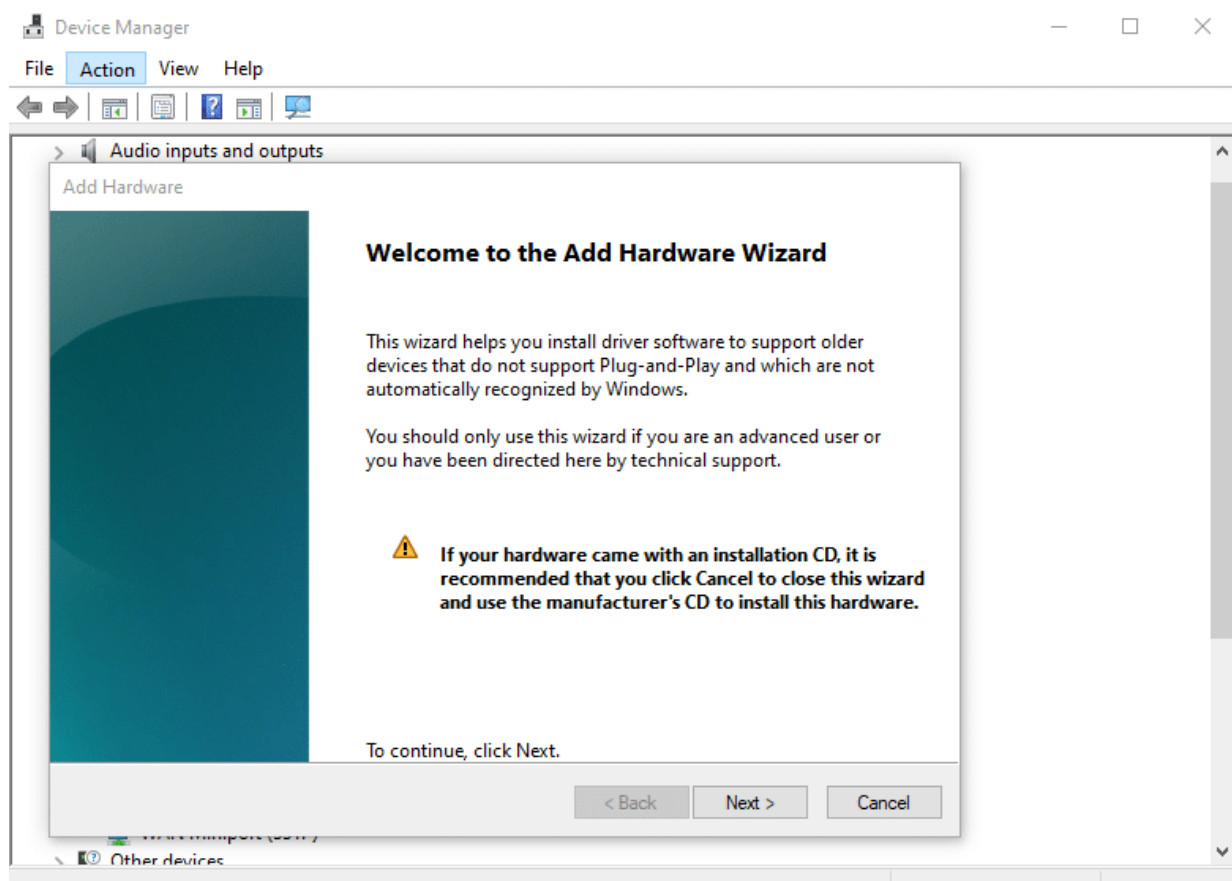 Device Manager
File Action View Help
Audio inputs and outputs
Add Hardware
Welcome to the Add Hardware Wizard
This wizard helps you install driver software to support older
devices that do not support Plug-and-Play and which are not
automatically recognized by Windows.
You should only use this wizard if you are an advanced user or
you have been directed here by technical support.
If your hardware came with an installation CD, it is
recommended that you click Cancel to close this wizard
and use the manufacturer's CD to install this hardware.
To continue, click Next.
< Back Next > Cancel
WAN Miniport (SSTP)
Other devices